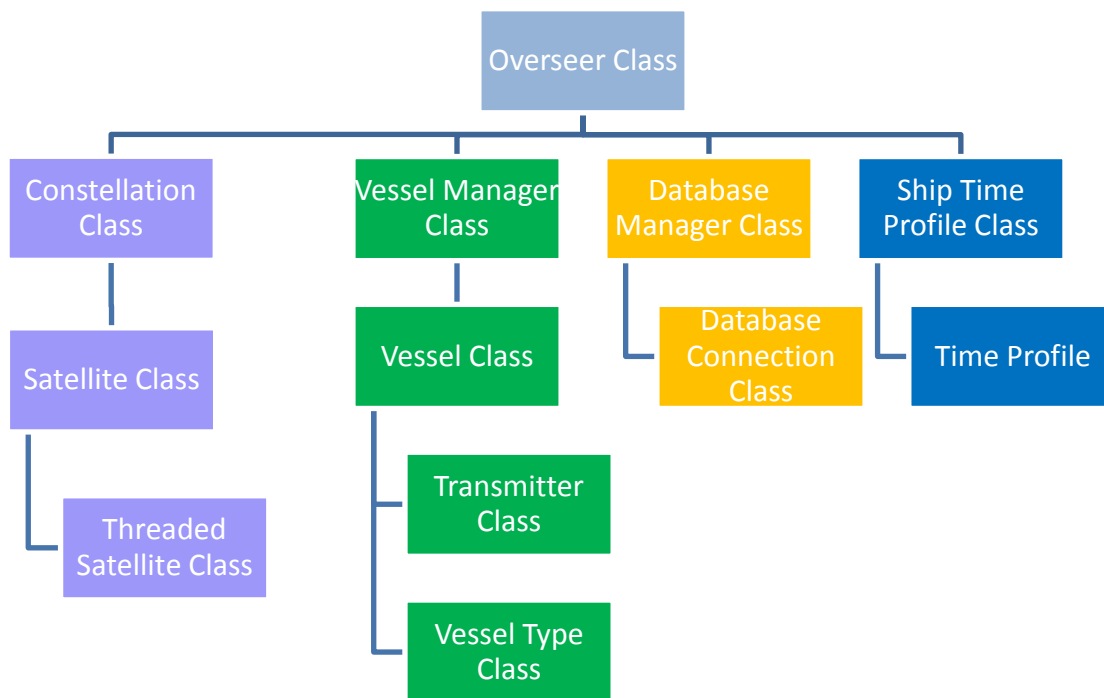 Overseer Class
Constellation
Class
Vessel Manager
Class
Database
Manager Class
Ship Time
Profile Class
Satellite Class
Vessel Class
Database
Connection
Class
Time Profile
Threaded
Satellite Class
Transmitter
Class
Vessel Type
Class